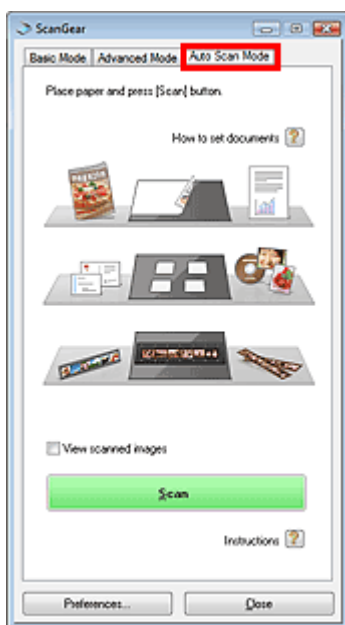 ScanGear
Basic Mode Advanced Mode Auto Scan Mode
Place paper and press [Scan] button.
How to set documents
View scanned images
Scan
Instructions
Preferences... Close